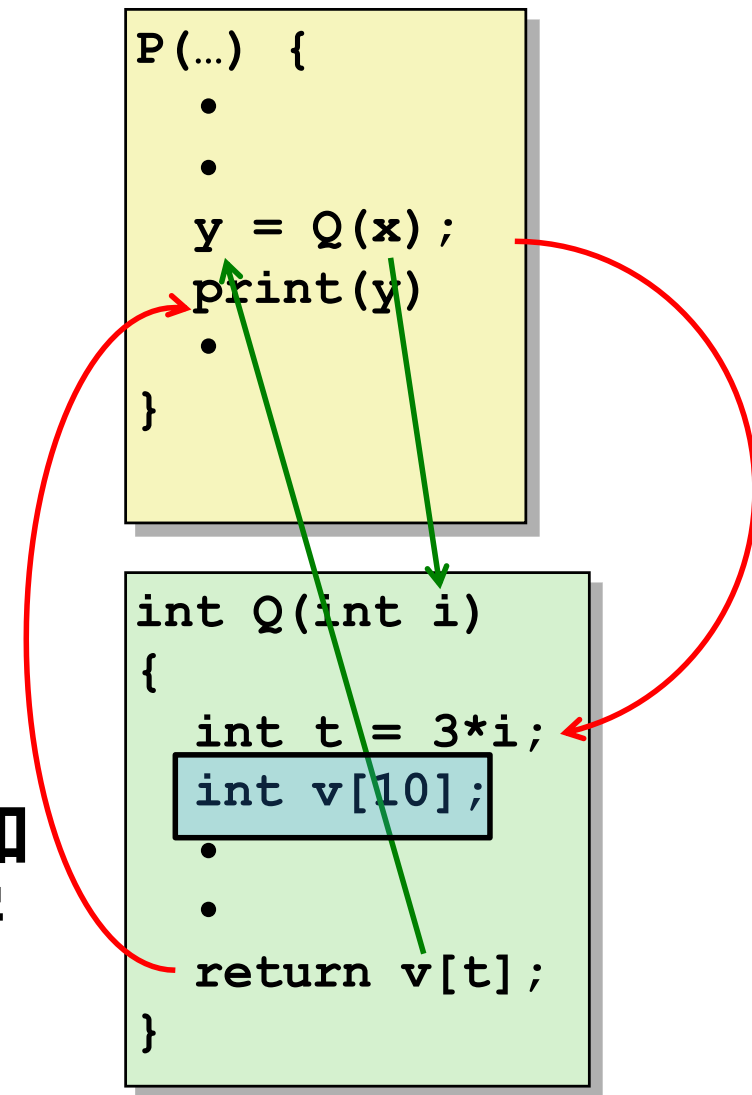 P(…) {
•
•
y = Q(x);
print(y)
•
}
int Q(int i)
{
int t = 3*i;
int v[10];
•
•
return v[t];
}